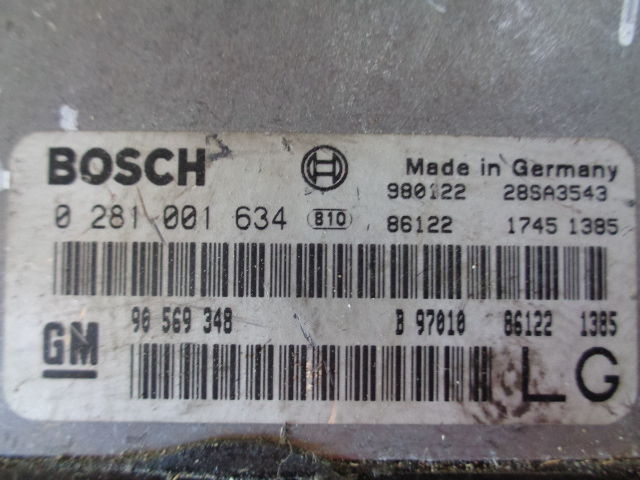 BOSCH Made in Germany
980122 28SA3543
0 281 001 634 B10 86122 1745 1385
GM 90 569 348 B 97010 86122 1385
LG